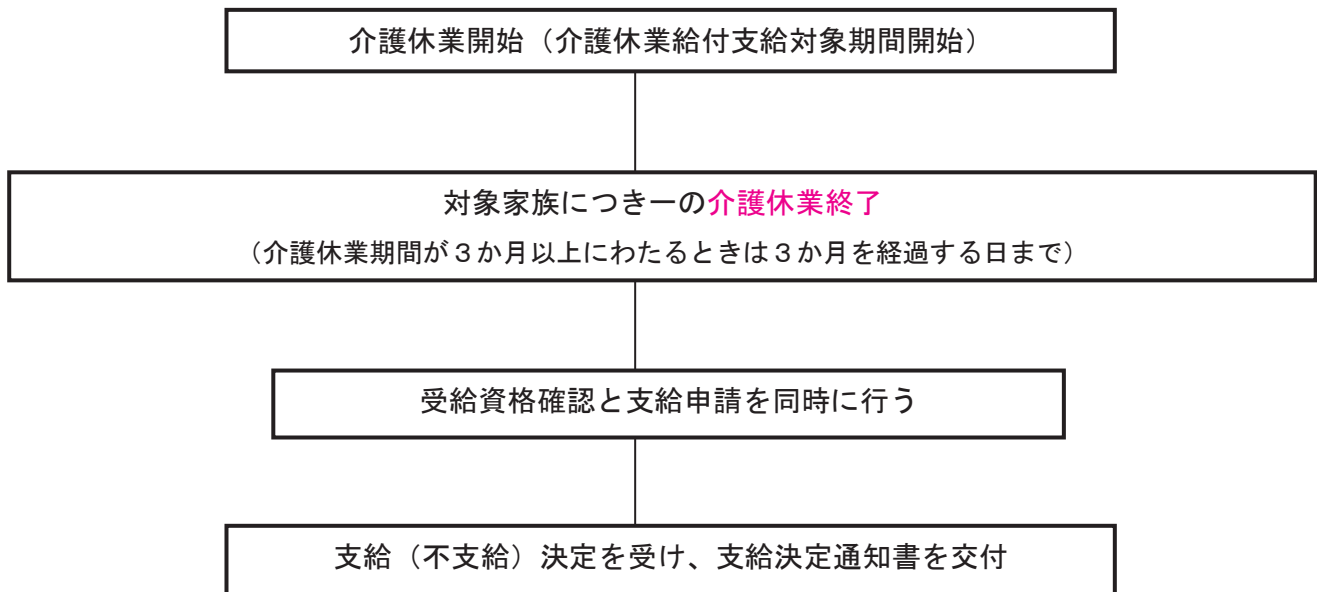 介護休業開始（介護休業給付支給対象期間開始）
対象家族につき一の介護休業終了
（介護休業期間が３か月以上にわたるときは３か月を経過する日まで）
受給資格確認と支給申請を同時に行う
支給（不支給）決定を受け、支給決定通知書を交付